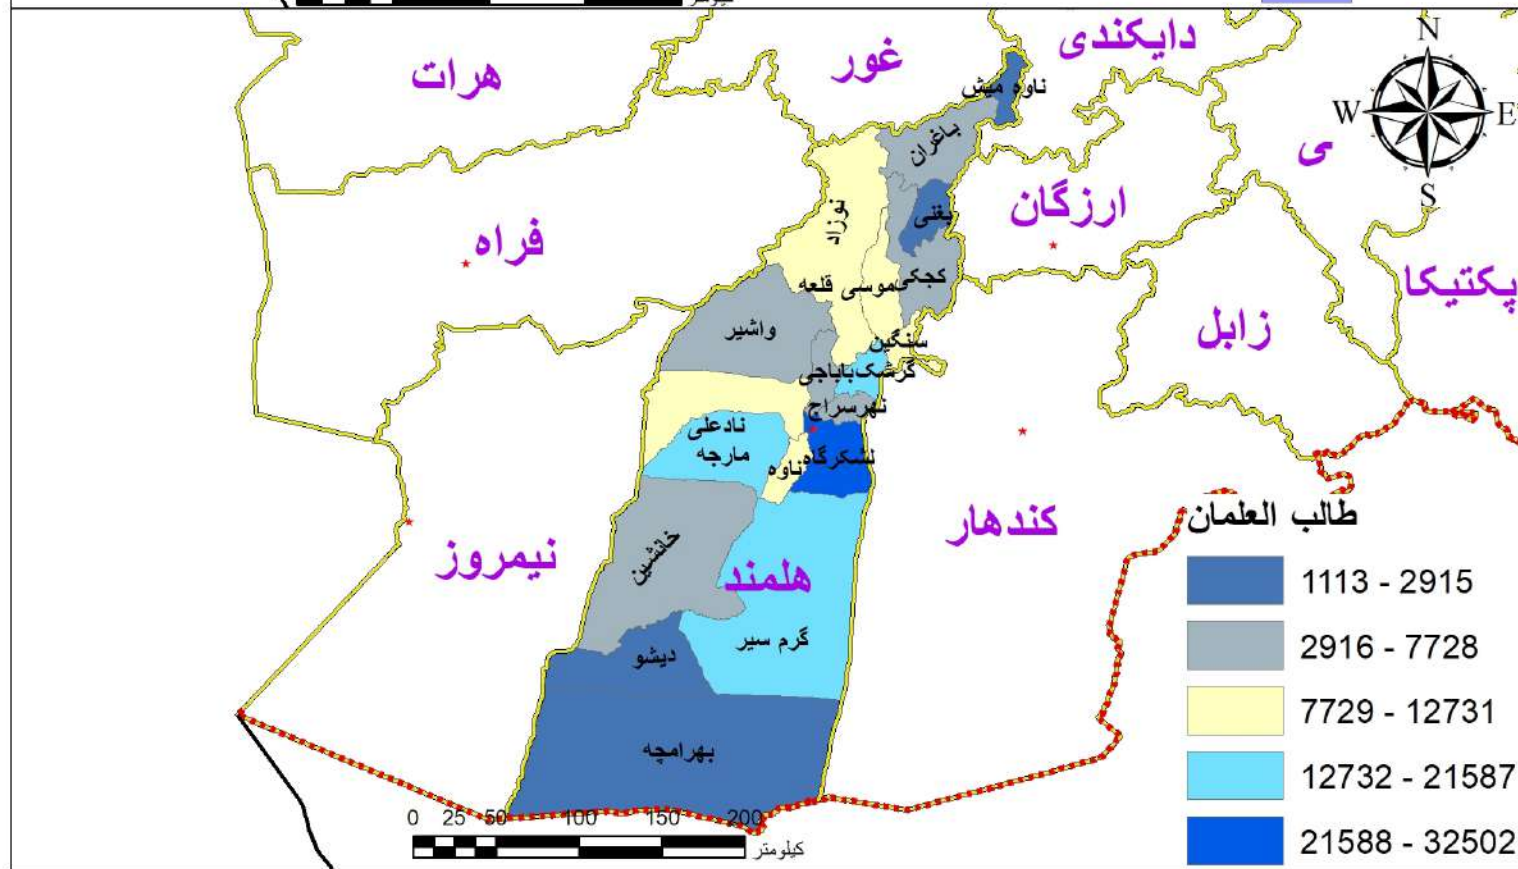 کیلومتر
N
W
E
S
هرات
غور
دایکندی
ناوه میش
باغران
ی
ارزگان
نوزاد
بغنی
فراه
کجکی
موسی قلعه
پکتیکا
زابل
واشیر
سنگین
گرشک باباجی
نهرسراج
نادعلی
مارجه
لشکرگاه
ناوه
کندهار
نیمروز
خانشین
هلمند
گرم سیر
دیشو
بهرامچه
طالب العلمان
1113 - 2915
2916 - 7728
7729 - 12731
12732 - 21587
21588 - 32502
0 25 50 100 150 200
کیلومتر